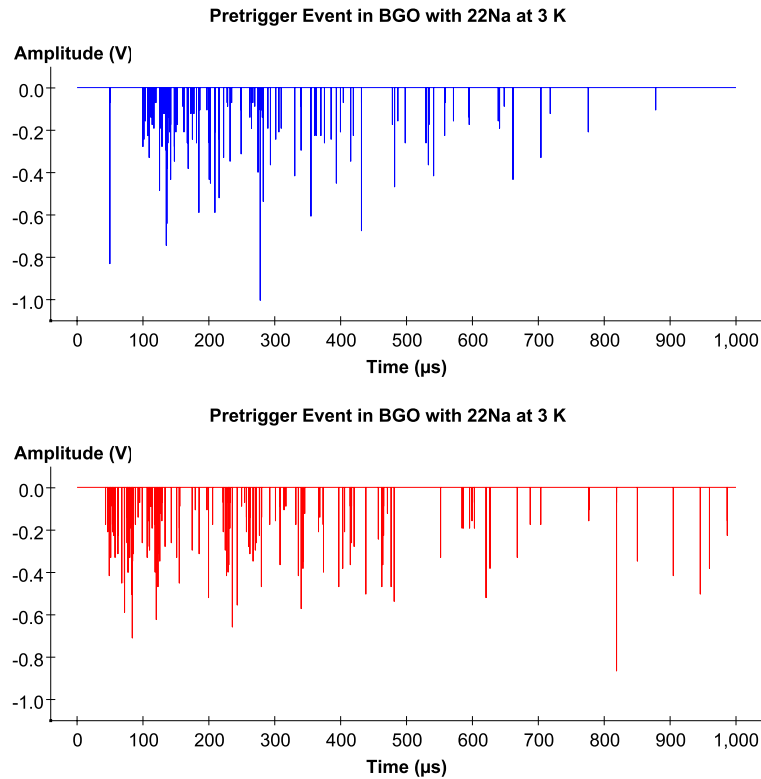 Pretrigger Event in BGO with 22Na at 3 K
Amplitude (V)
0.0
-0.2
-0.4
-0.6
-0.8
-1.0
0 100 200 300 400 500 600 700 800 900 1,000
Time (µs)
Pretrigger Event in BGO with 22Na at 3 K
Amplitude (V)
0.0
-0.2
-0.4
-0.6
-0.8
-1.0
0 100 200 300 400 500 600 700 800 900 1,000
Time (µs)